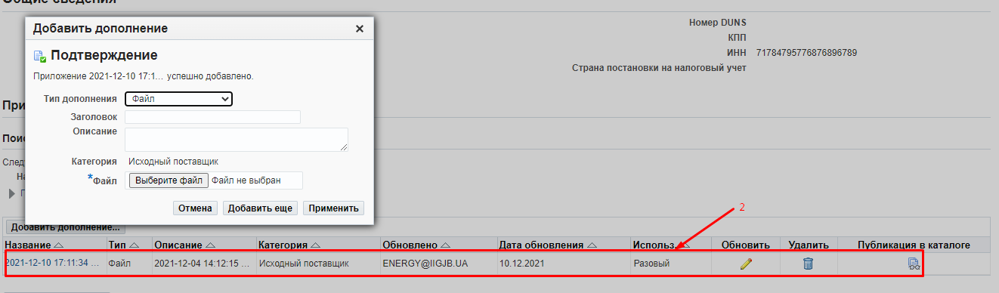 Общие сведения
Добавить дополнение
Подтверждение
Приложение 2021-12-10 17:1... успешно добавлено.
Тип дополнения Файл
Заголовок
Описание
Категория Исходный поставщик
*Файл Выберите файл Файл не выбран
Отмена Добавить еще Применить
Номер DUNS
КПП
ИНН 71784795776876896789
Страна постановки на налоговый учет
При
Поис
След
На
П
2
Добавить дополнение...
Название Тип Описание Категория Обновлено Дата обновления Использ. Обновить Удалить Публикация в каталоге
2021-12-10 17:11:34 ... Файл 2021-12-04 14:12:15 ... Исходный поставщик ENERGY@IIGJB.UA 10.12.2021 Разовый